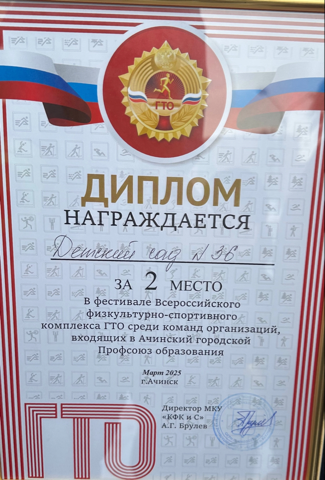 ГТО
ДИПЛОМ
НАГРАЖДАЕТСЯ
Детский сад N 36
ЗА 2 МЕСТО
В фестивале Всероссийского
физкультурно-спортивного
комплекса ГТО среди команд организаций,
входящих в Ачинский городской
Профсоюз образования
Март 2025
г.Ачинск
Директор МКУ
«КФК и С»
А.Г. Брулев
ГТО